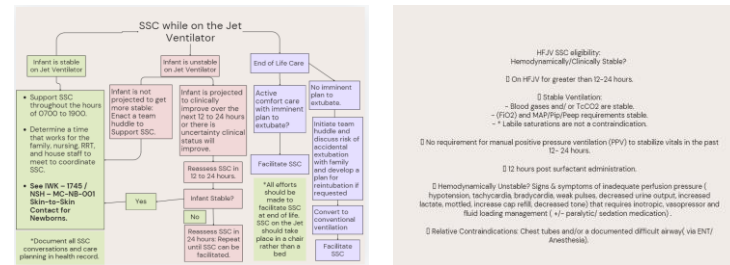 SSC while on the Jet
Ventilator
Infant is stable
on Jet Ventilator
Infant is unstable
on Jet Ventilator
End of Life Care
• Support SSC
throughout the hours
of 0700 to 1900.
• Determine a time
that works for the
family, nursing, RRT,
and house staff to
meet to coordinate
SSC.
• See IWK – 1745 /
NSH – MC-NB-001
Skin-to-Skin
Contact for
Newborns.
*Document all SSC
conversations and care
planning in health record.
Infant is not
projected to get
more stable:
Enact a team
huddle to
Support SSC.
Infant is projected
to clinically
improve over the
next 12 to 24 hours
or there is
uncertainty clinical
status will
improve.
Reassess SSC in
12 to 24 hours.
Infant Stable?
Yes
No
Reassess SSC in
24 hours: Repeat
until SSC can be
facilitated.
Active
comfort care
with imminent
plan to
extubate?
Facilitate SSC
*All efforts
should be
made to
facilitate SSC
at end of life.
SSC on the Jet
should take
place in a chair
rather than a
bed
No imminent
plan to
extubate.
Initiate team
huddle and
discuss risk of
accidental
extubation
with family
and develop a
plan for
reintubation if
requested
Convert to
conventional
ventilation
Facilitate
SSC
HFJV SSC eligibility:
Hemodynamically/Clinically Stable?
▯ On HFJV for greater than 12-24 hours.
▯ Stable Ventilation:
- Blood gases and/ or TcCO2 are stable.
- (FiO2) and MAP/Pip/Peep requirements stable.
- * Labile saturations are not a contraindication.
▯ No requirement for manual positive pressure ventilation (PPV) to stabilize vitals in the past
12- 24 hours.
▯ 12 hours post surfactant administration.
▯ Hemodynamically Unstable? Signs & symptoms of inadequate perfusion pressure (
hypotension, tachycardia, bradycardia, weak pulses, decreased urine output, increased
lactate, mottled, increase cap refill, decreased tone) that requires inotropic, vasopressor and
fluid loading management ( +/- paralytic/ sedation medication) .
▯ Relative Contraindications: Chest tubes and/or a documented difficult airway( via ENT/
Anesthesia).